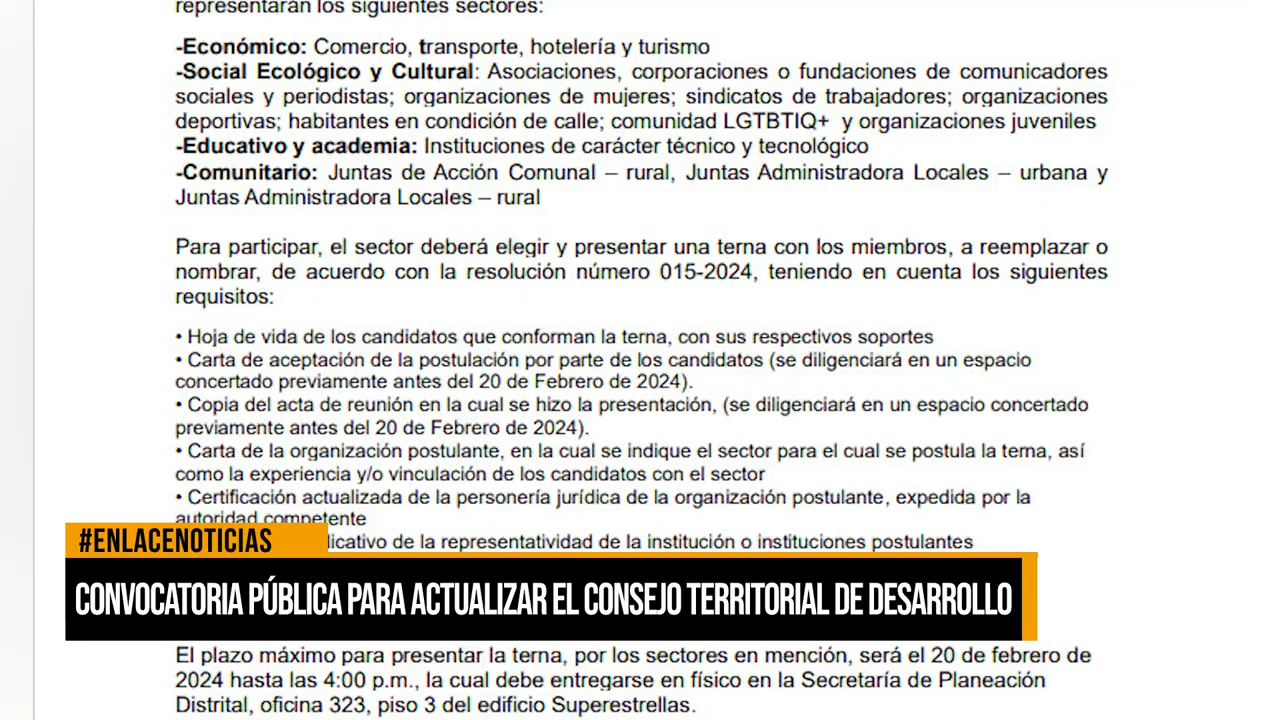 representarán los siguientes sectores:
-Económico: Comercio, transporte, hotelería y turismo
-Social Ecológico y Cultural: Asociaciones, corporaciones o fundaciones de comunicadores
sociales y periodistas; organizaciones de mujeres; sindicatos de trabajadores; organizaciones
deportivas; habitantes en condición de calle; comunidad LGTBTIQ+ y organizaciones juveniles
-Educativo y academia: Instituciones de carácter técnico y tecnológico
-Comunitario: Juntas de Acción Comunal – rural, Juntas Administradora Locales – urbana y
Juntas Administradora Locales – rural
Para participar, el sector deberá elegir y presentar una terna con los miembros, a reemplazar o
nombrar, de acuerdo con la resolución número 015-2024, teniendo en cuenta los siguientes
requisitos:
• Hoja de vida de los candidatos que conforman la terna, con sus respectivos soportes
• Carta de aceptación de la postulación por parte de los candidatos (se diligenciará en un espacio
concertado previamente antes del 20 de Febrero de 2024).
• Copia del acta de reunión en la cual se hizo la presentación, (se diligenciará en un espacio concertado
previamente antes del 20 de Febrero de 2024).
• Carta de la organización postulante, en la cual se indique el sector para el cual se postula la terna, así
como la experiencia y/o vinculación de los candidatos con el sector
• Certificación actualizada de la personería jurídica de la organización postulante, expedida por la
autoridad competente
de la representatividad de la institución o instituciones postulantes
#ENLACENOTICIAS
CONVOCATORIA PÚBLICA PARA ACTUALIZAR EL CONSEJO TERRITORIAL DE DESARROLLO
El plazo máximo para presentar la terna, por los sectores en mención, será el 20 de febrero de
2024 hasta las 4:00 p.m., la cual debe entregarse en físico en la Secretaría de Planeación
Distrital, oficina 323, piso 3 del edificio Superestrellas.